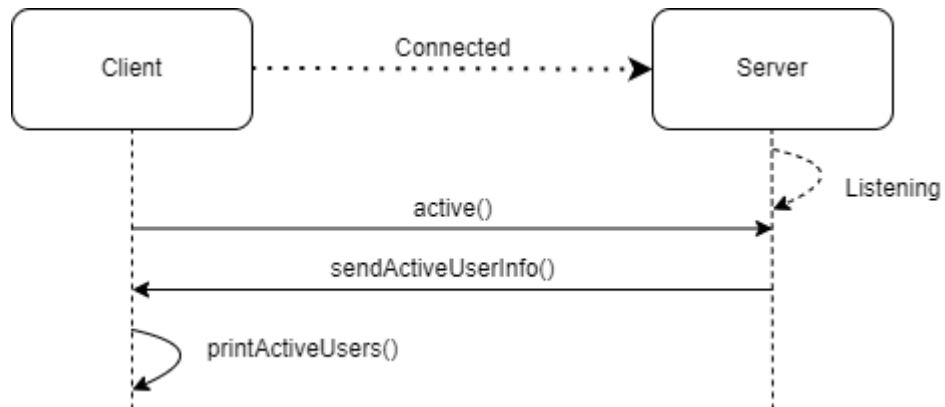 Client
Connected
Server
Listening
active()
sendActiveUserInfo()
printActiveUsers()